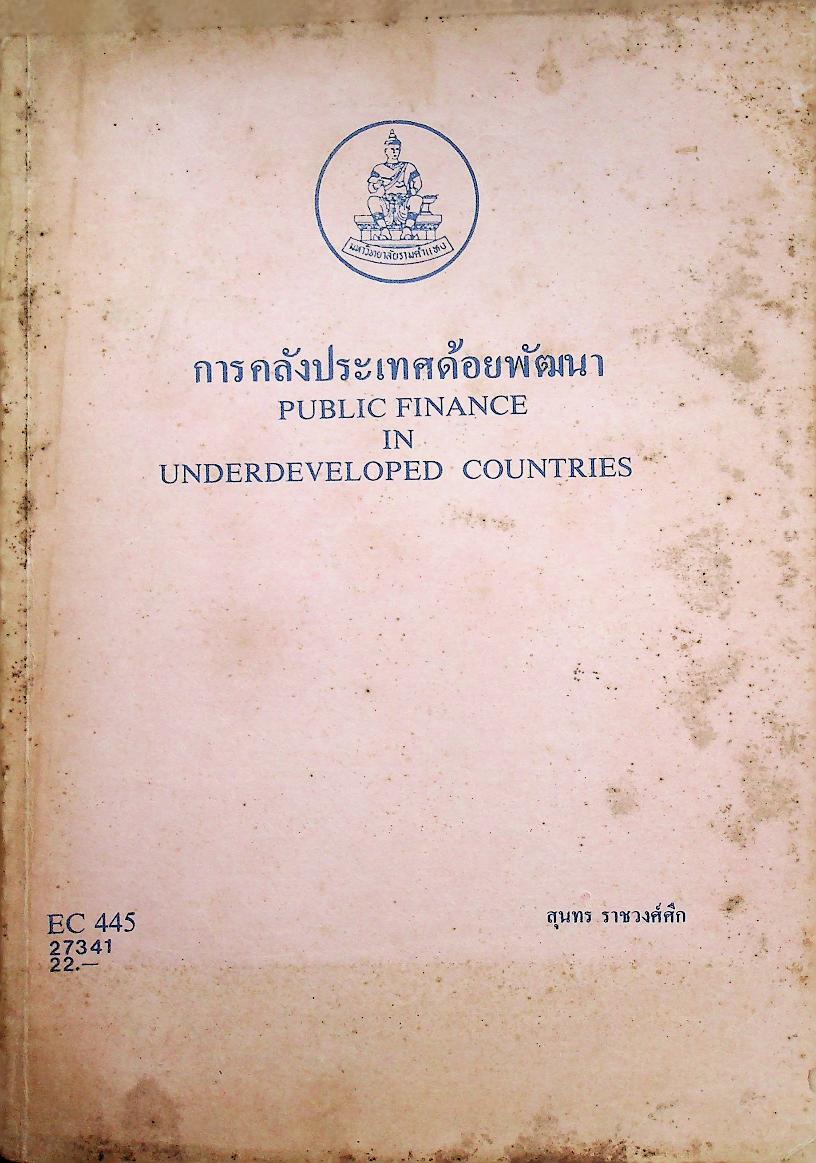 มหาวิทยาลัยรามคำแหง
การคลังประเทศด้อยพัฒนา
PUBLIC FINANCE
IN
UNDERDEVELOPED COUNTRIES
สุนทร ราชวงศ์ศึก
EC 445
27341
22.—